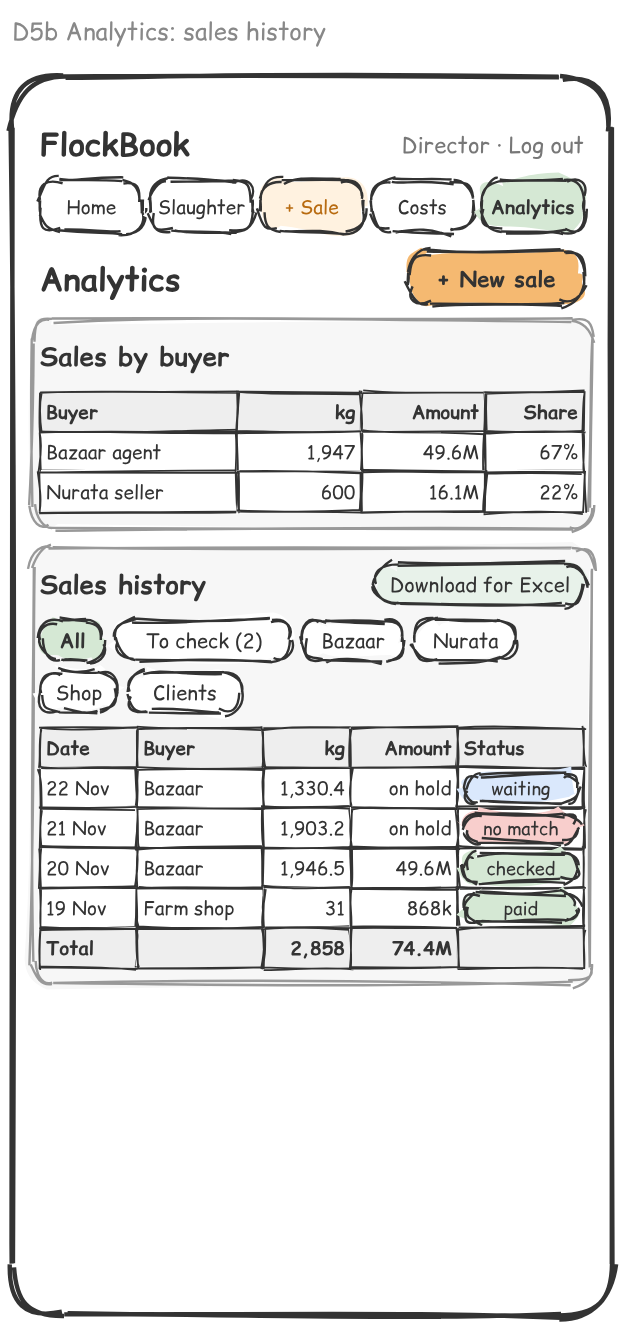 D5b Analytics: sales history
FlockBook Director · Log out
Home Slaughter + Sale Costs Analytics
Analytics + New sale
Sales by buyer
Buyer kg Amount Share
Bazaar agent 1,947 49.6M 67%
Nurata seller 600 16.1M 22%
Sales history Download for Excel
All To check (2) Bazaar Nurata
Shop Clients
Date Buyer kg Amount Status
22 Nov Bazaar 1,330.4 on hold waiting
21 Nov Bazaar 1,903.2 on hold no match
20 Nov Bazaar 1,946.5 49.6M checked
19 Nov Farm shop 31 868k paid
Total 2,858 74.4M